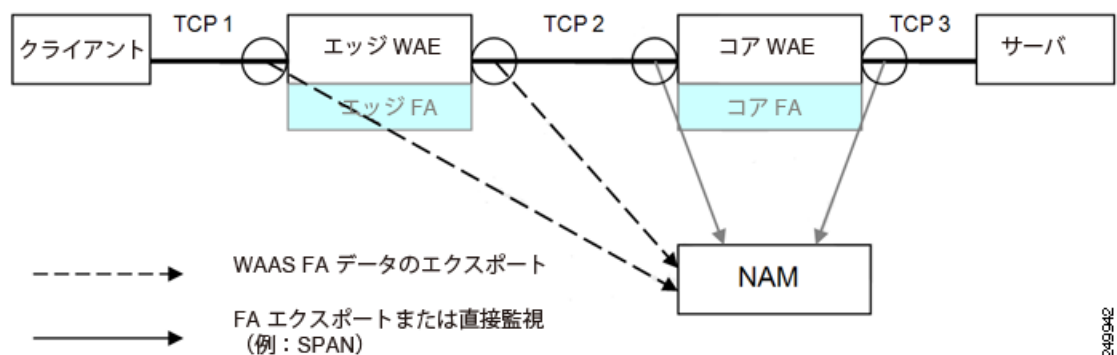 TCP 1
TCP 2
TCP 3
クライアント
エッジ WAE
コア WAE
サーバ
エッジ FA
コア FA
NAM
WAAS FA データのエクスポート
FA エクスポートまたは直接監視
(例：SPAN)
249942